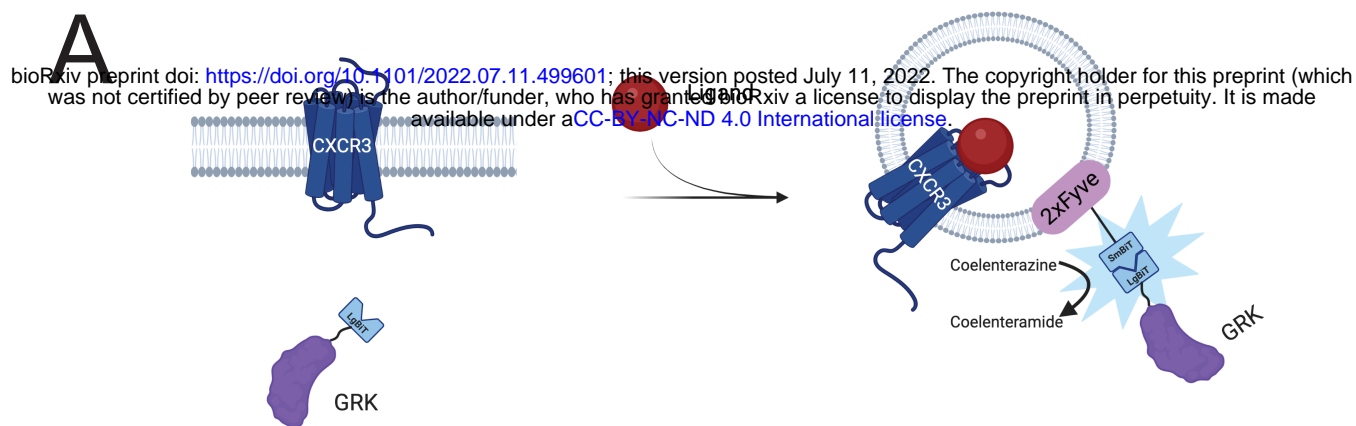 A
bioRxiv preprint doi: https://doi.org/10.1101/2022.07.11.499601; this version posted July 11, 2022. The copyright holder for this preprint (which
was not certified by peer review) is the author/funder, who has granted bioRxiv a license to display the preprint in perpetuity. It is made
available under aCC-BY-NC-ND 4.0 International license.
Ligand
CXCR3
CXCR3
2xFyve
SmBiT
LgBiT
Coelenterazine
Coelenteramide
GRK
LgBiT
GRK